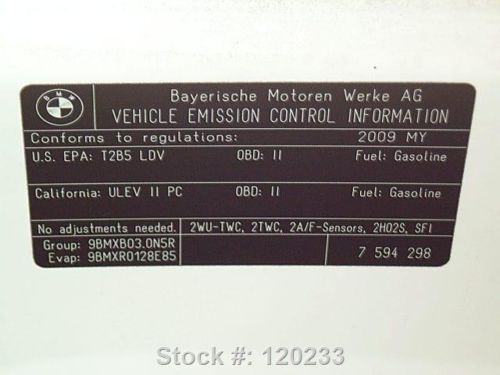 BMW
Bayerische Motoren Werke AG
VEHICLE EMISSION CONTROL INFORMATION
Conforms to regulations: 2009 MY
U.S. EPA: T2B5 LDV OBD: II Fuel: Gasoline
California: ULEV II PC OBD: II Fuel: Gasoline
No adjustments needed. 2WU-TWC, 2TWC, 2A/F-Sensors, 2HO2S, SFI
Group: 9BMXB03.0N5R
Evap: 9BMXR0128E85 7 594 298
Stock #: 120233